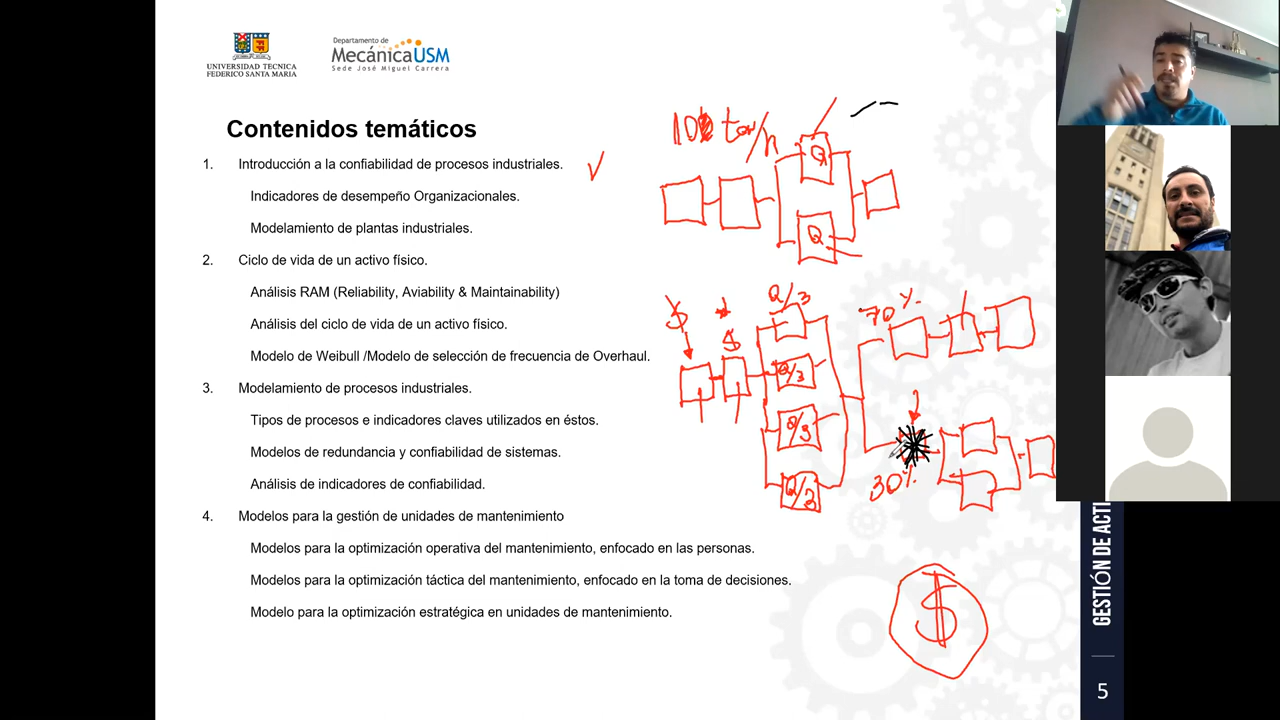 UNIVERSIDAD TECNICA
FEDERICO SANTA MARIA
Departamento de
MecánicaUSM
Sede José Miguel Carrera
Contenidos temáticos
1. Introducción a la confiabilidad de procesos industriales.
Indicadores de desempeño Organizacionales.
Modelamiento de plantas industriales.
2. Ciclo de vida de un activo físico.
Análisis RAM (Reliability, Aviability & Maintainability)
Análisis del ciclo de vida de un activo físico.
Modelo de Weibull /Modelo de selección de frecuencia de Overhaul.
3. Modelamiento de procesos industriales.
Tipos de procesos e indicadores claves utilizados en éstos.
Modelos de redundancia y confiabilidad de sistemas.
Análisis de indicadores de confiabilidad.
4. Modelos para la gestión de unidades de mantenimiento
Modelos para la optimización operativa del mantenimiento, enfocado en las personas.
Modelos para la optimización táctica del mantenimiento, enfocado en la toma de decisiones.
Modelo para la optimización estratégica en unidades de mantenimiento.
ton/h
Q
Q
$
$
Q/3
Q/3
Q/3
Q/3
70%
30%
$
GESTIÓN DE ACTI
5